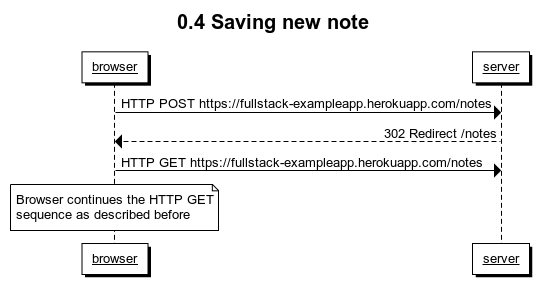 0.4 Saving new note
browser server
HTTP POST https://fullstack-exampleapp.herokuapp.com/notes
302 Redirect /notes
HTTP GET https://fullstack-exampleapp.herokuapp.com/notes
Browser continues the HTTP GET
sequence as described before
browser server